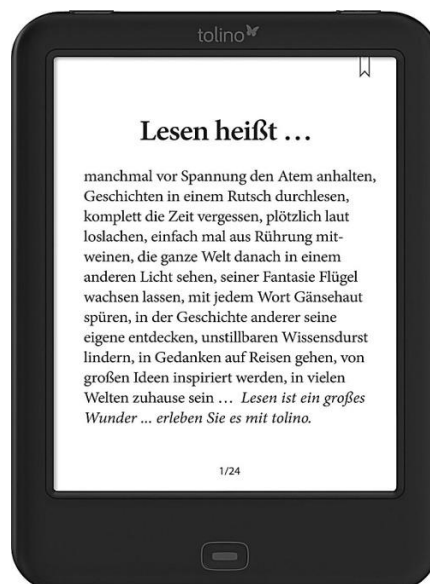 tolino
Lesen heißt …
manchmal vor Spannung den Atem anhalten,
Geschichten in einem Rutsch durchlesen,
komplett die Zeit vergessen, plötzlich laut
loslachen, einfach mal aus Rührung mit-
weinen, die ganze Welt danach in einem
anderen Licht sehen, seiner Fantasie Flügel
wachsen lassen, mit jedem Wort Gänsehaut
spüren, in der Geschichte anderer seine
eigene entdecken, unstillbaren Wissensdurst
lindern, in Gedanken auf Reisen gehen, von
großen Ideen inspiriert werden, in vielen
Welten zuhause sein … Lesen ist ein großes
Wunder ... erleben Sie es mit tolino.
1/24